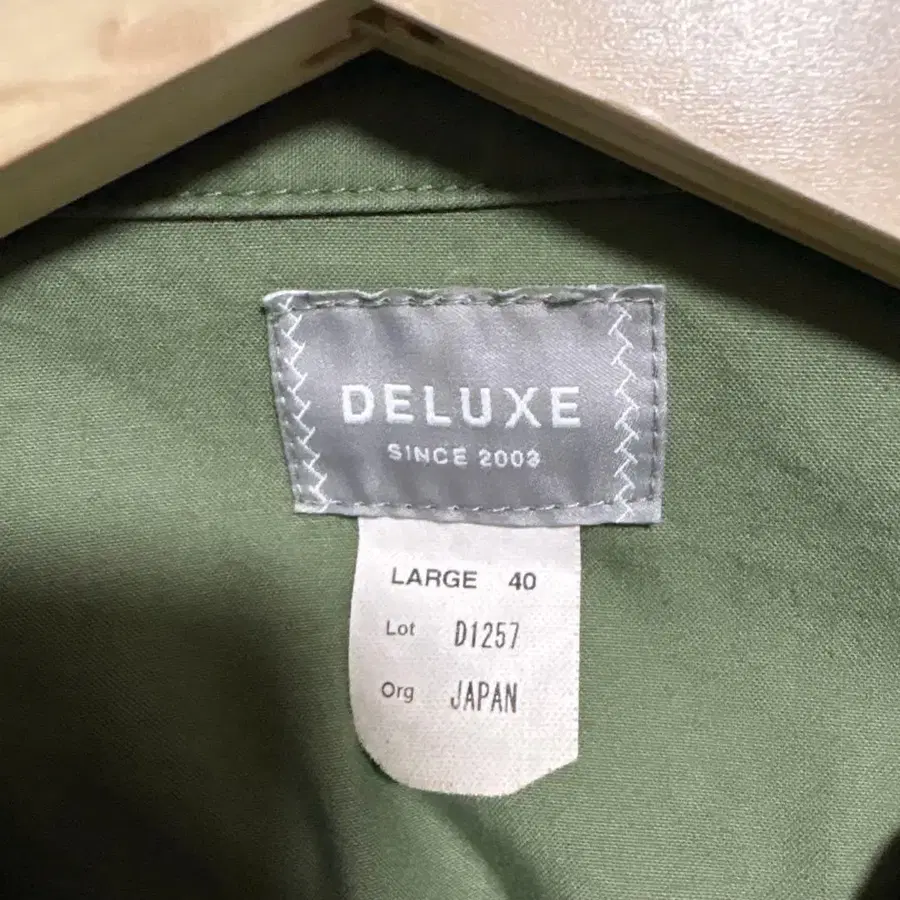 DELUXE
SINCE 2003
LARGE 40
Lot D1257
Org JAPAN